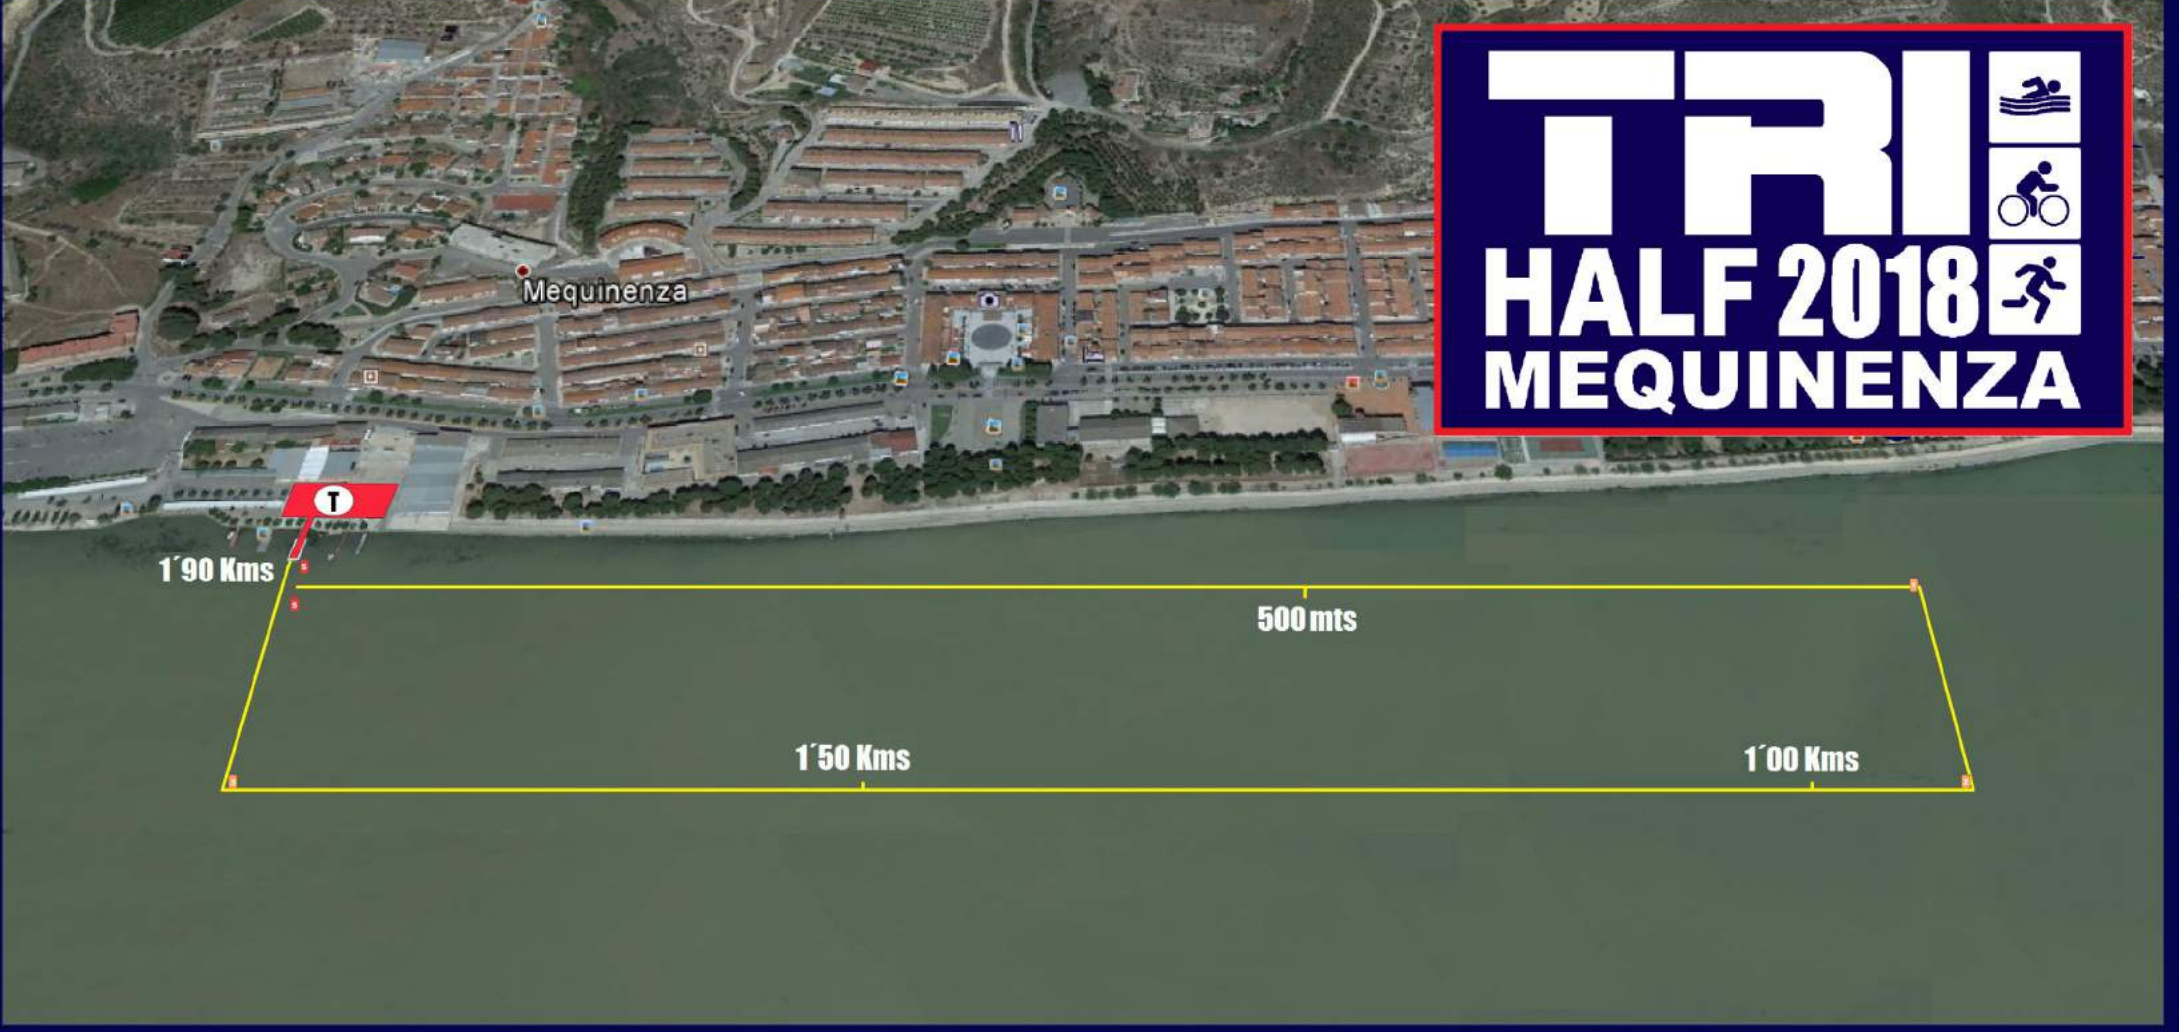 TRI
HALF 2018
MEQUINENZA
Mequinenza
T
1´90 Kms
S
S
500 mts
1´50 Kms
1´00 Kms